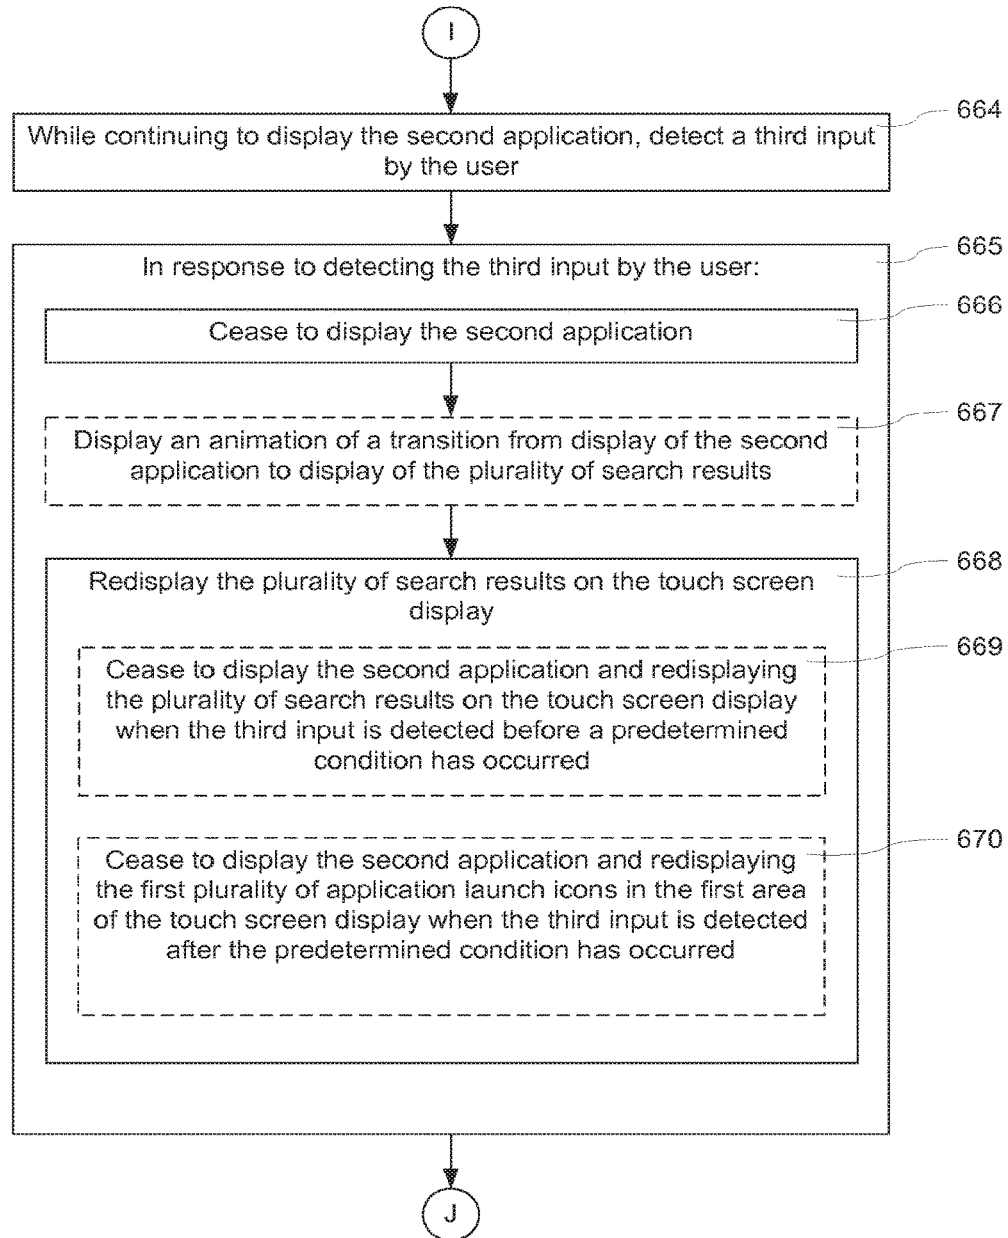 I
664
While continuing to display the second application, detect a third input
by the user
665
In response to detecting the third input by the user:
666
Cease to display the second application
667
Display an animation of a transition from display of the second
application to display of the plurality of search results
668
Redisplay the plurality of search results on the touch screen
display
669
Cease to display the second application and redisplaying
the plurality of search results on the touch screen display
when the third input is detected before a predetermined
condition has occurred
670
Cease to display the second application and redisplaying
the first plurality of application launch icons in the first area
of the touch screen display when the third input is detected
after the predetermined condition has occurred
J